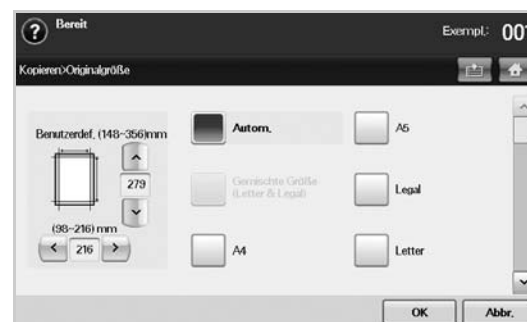 ? Bereit
Exempl.: 001
Kopieren>Originalgröße
Benutzerdef. (148~356)mm
279
(98~216) mm
< 216 >
Autom.
Gemischte Größe
(Letter & Legal)
A4
A5
Legal
Letter
OK
Abbr.